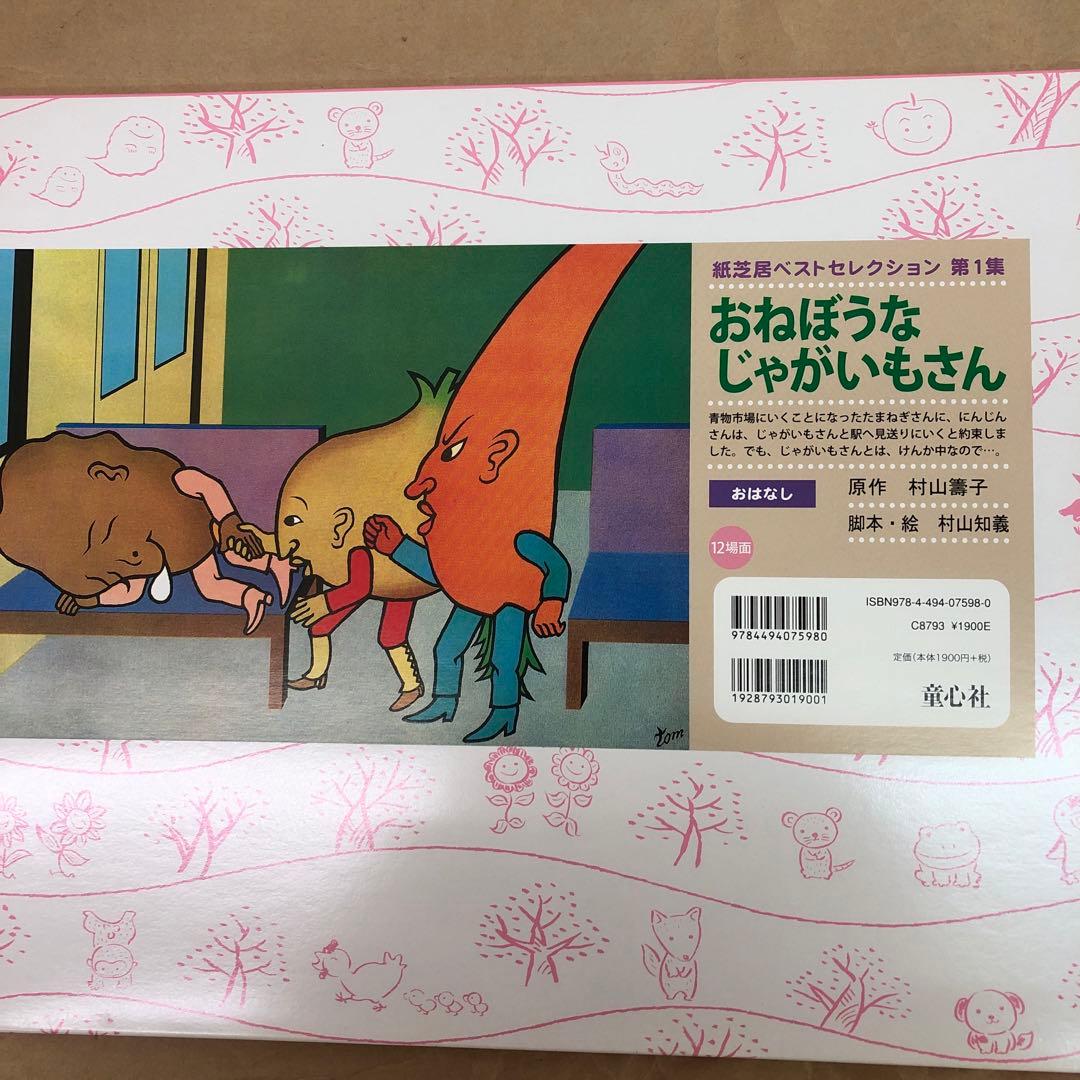 紙芝居ベストセレクション 第1集
おねぼうな
じゃがいもさん
青物市場にいくことになったたまねぎさんに、にんじん
さんは、じゃがいもさんと駅へ見送りにいくと約束しま
した。でも、じゃがいもさんとは、けんか中なので…。
おはなし
原作 村山籌子
脚本・絵 村山知義
12場面
ISBN978-4-494-07598-0
C8793 ¥1900E
9784494075980
定価(本体1900円+税)
1928793019001
童心社
tom